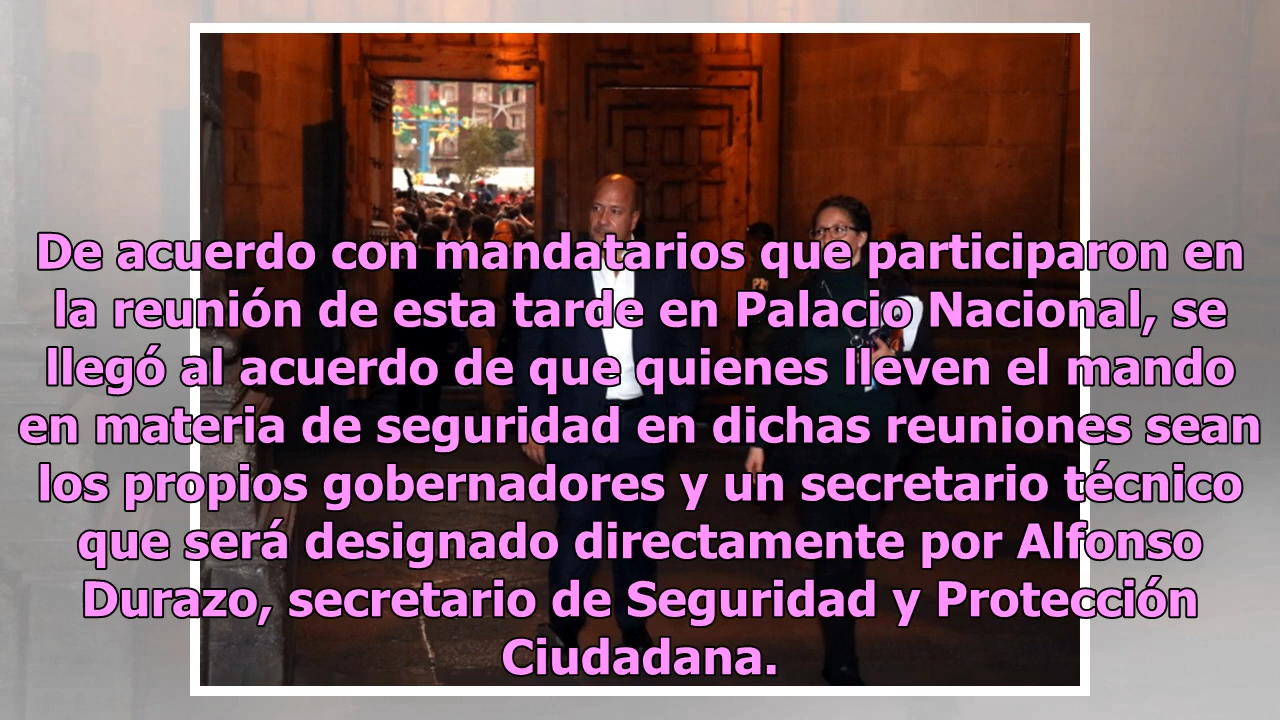 De acuerdo con mandatarios que participaron en
la reunión de esta tarde en Palacio Nacional, se
llegó al acuerdo de que quienes lleven el mando
en materia de seguridad en dichas reuniones sean
los propios gobernadores y un secretario técnico
que será designado directamente por Alfonso
Durazo, secretario de Seguridad y Protección
Ciudadana.